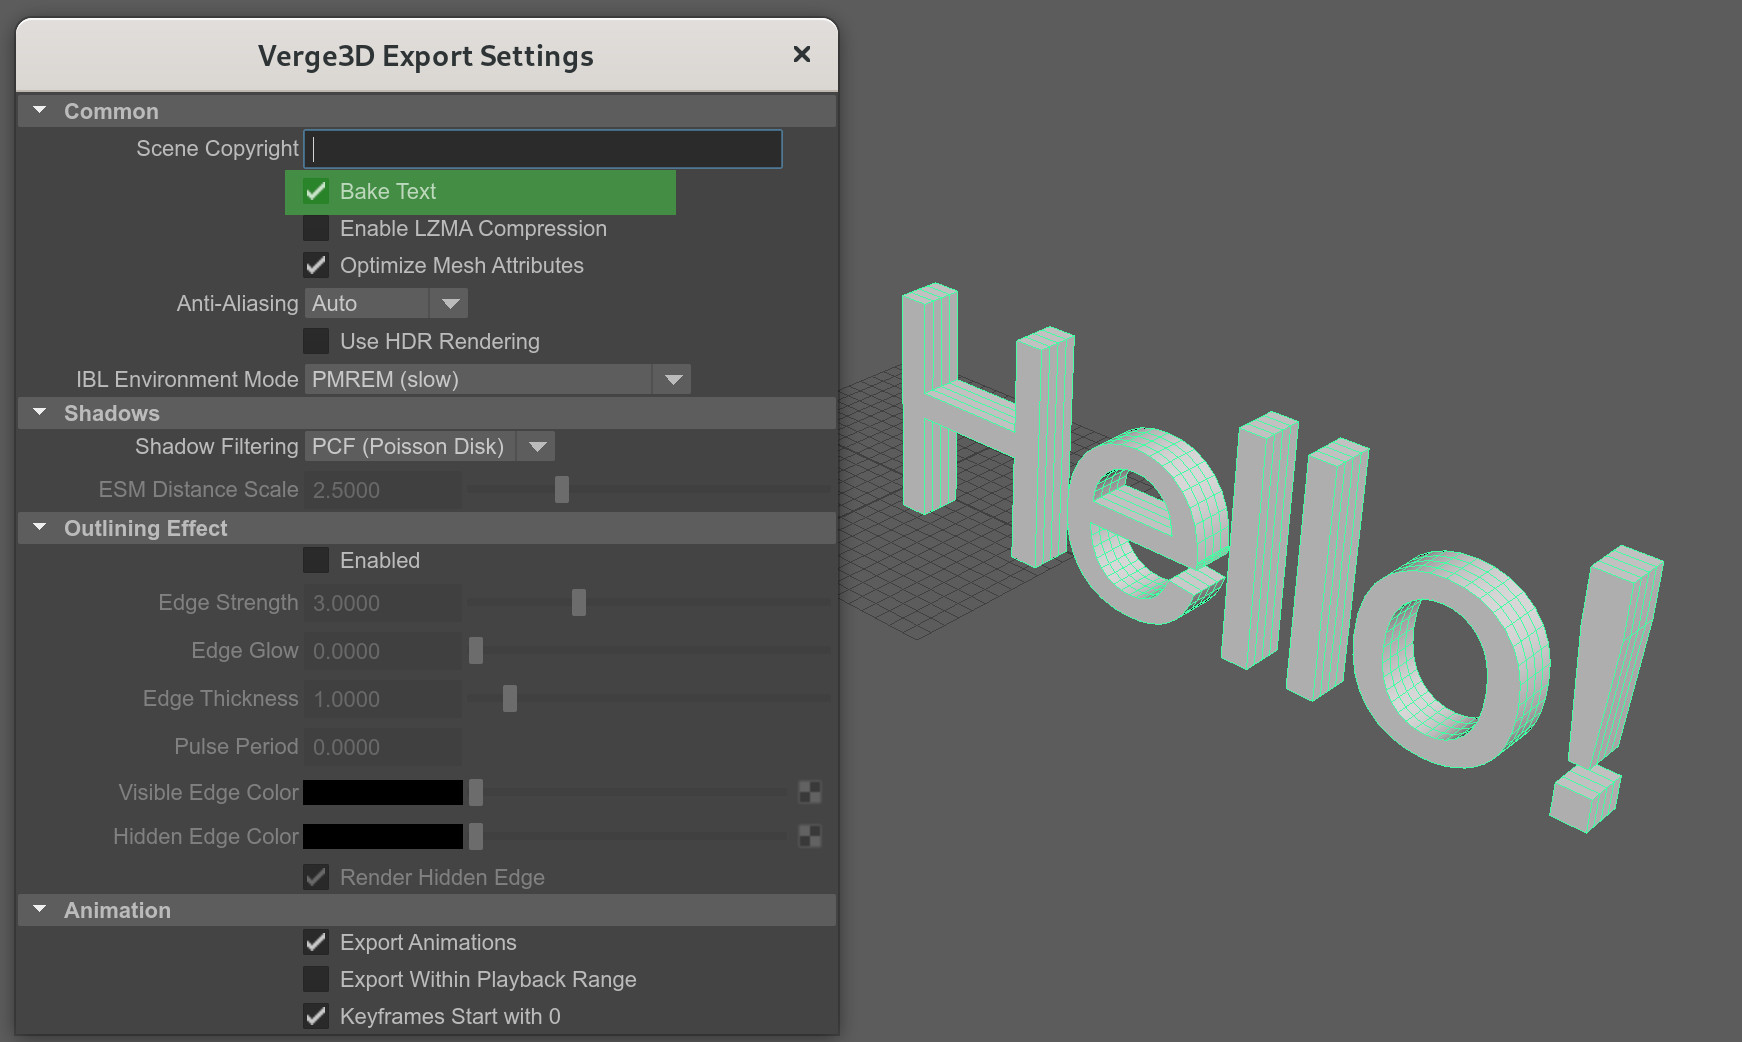 Verge3D Export Settings
Common
Scene Copyright
Bake Text
Enable LZMA Compression
Optimize Mesh Attributes
Anti-Aliasing Auto
Use HDR Rendering
IBL Environment Mode PMREM (slow)
Shadows
Shadow Filtering PCF (Poisson Disk)
ESM Distance Scale 2.5000
Outlining Effect
Enabled
Edge Strength 3.0000
Edge Glow 0.0000
Edge Thickness 1.0000
Pulse Period 0.0000
Visible Edge Color
Hidden Edge Color
Render Hidden Edge
Animation
Export Animations
Export Within Playback Range
Keyframes Start with 0
Hello!